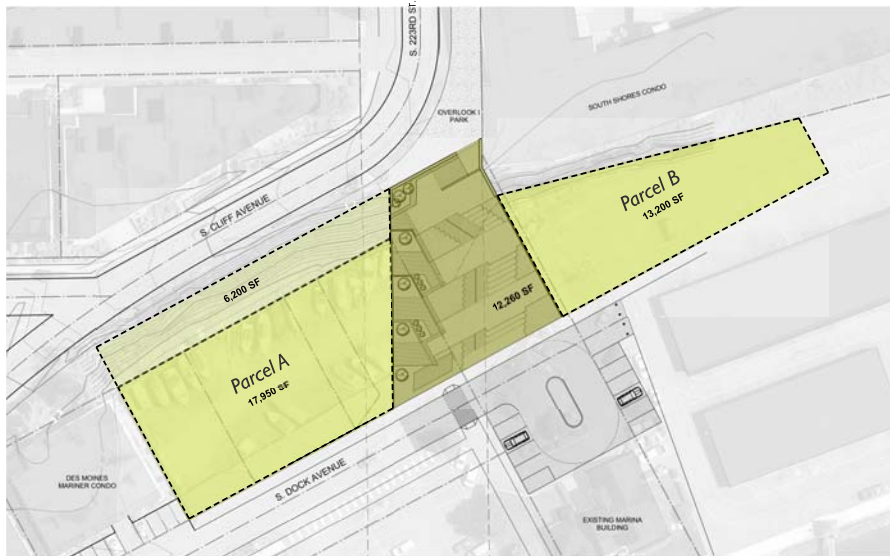 S. 223RD ST.
OVERLOOK I
PARK
SOUTH SHORES CONDO
S. CLIFF AVENUE
Parcel B
13,200 SF
6,200 SF
12,260 SF
Parcel A
17,950 SF
S. DOCK AVENUE
DES MOINES
MARINER CONDO
EXISTING MARINA
BUILDING